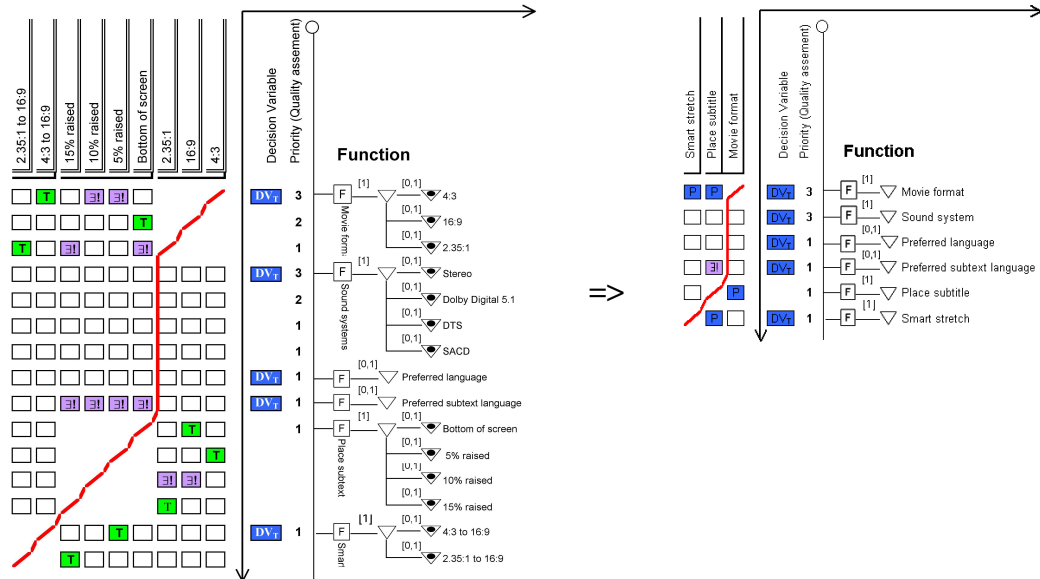 2.35:1 to 16:9
4:3 to 16:9
15% raised
10% raised
5% raised
Bottom of screen
2.35:1
16:9
4:3
Decision Variable
Priority (Quality assement)
Function
T ∃! ∃! DVT 3 F [1] [0,1] 4:3
Movie form
T 2 [0,1] 16:9
T ∃! ∃! 1 [0,1] 2.35:1
DVT 3 F [1] [0,1] Stereo
Sound systems
2 [0,1] Dolby Digital 5.1
1 [0,1] DTS
1 [0,1] SACD
DVT 1 F [0,1] Preferred language
∃! ∃! ∃! ∃! DVT 1 F [0,1] Preferred subtext language
T 1 F [1] [0,1] Bottom of screen
Place subtext
T [0,1] 5% raised
∃! ∃! [0,1] 10% raised
T [0,1] 15% raised
T DVT 1 F [1] [0,1] 4:3 to 16:9
Smart
T [0,1] 2.35:1 to 16:9
=>
Smart stretch
Place subtitle
Movie format
Decision Variable
Priority (Quality assement)
Function
P P DVT 3 F [1] Movie format
DVT 3 F [1] Sound system
DVT 1 F [0,1] Preferred language
∃! DVT 1 F [0,1] Preferred subtext language
P 1 F [1] Place subtitle
P DVT 1 F [1] Smart stretch